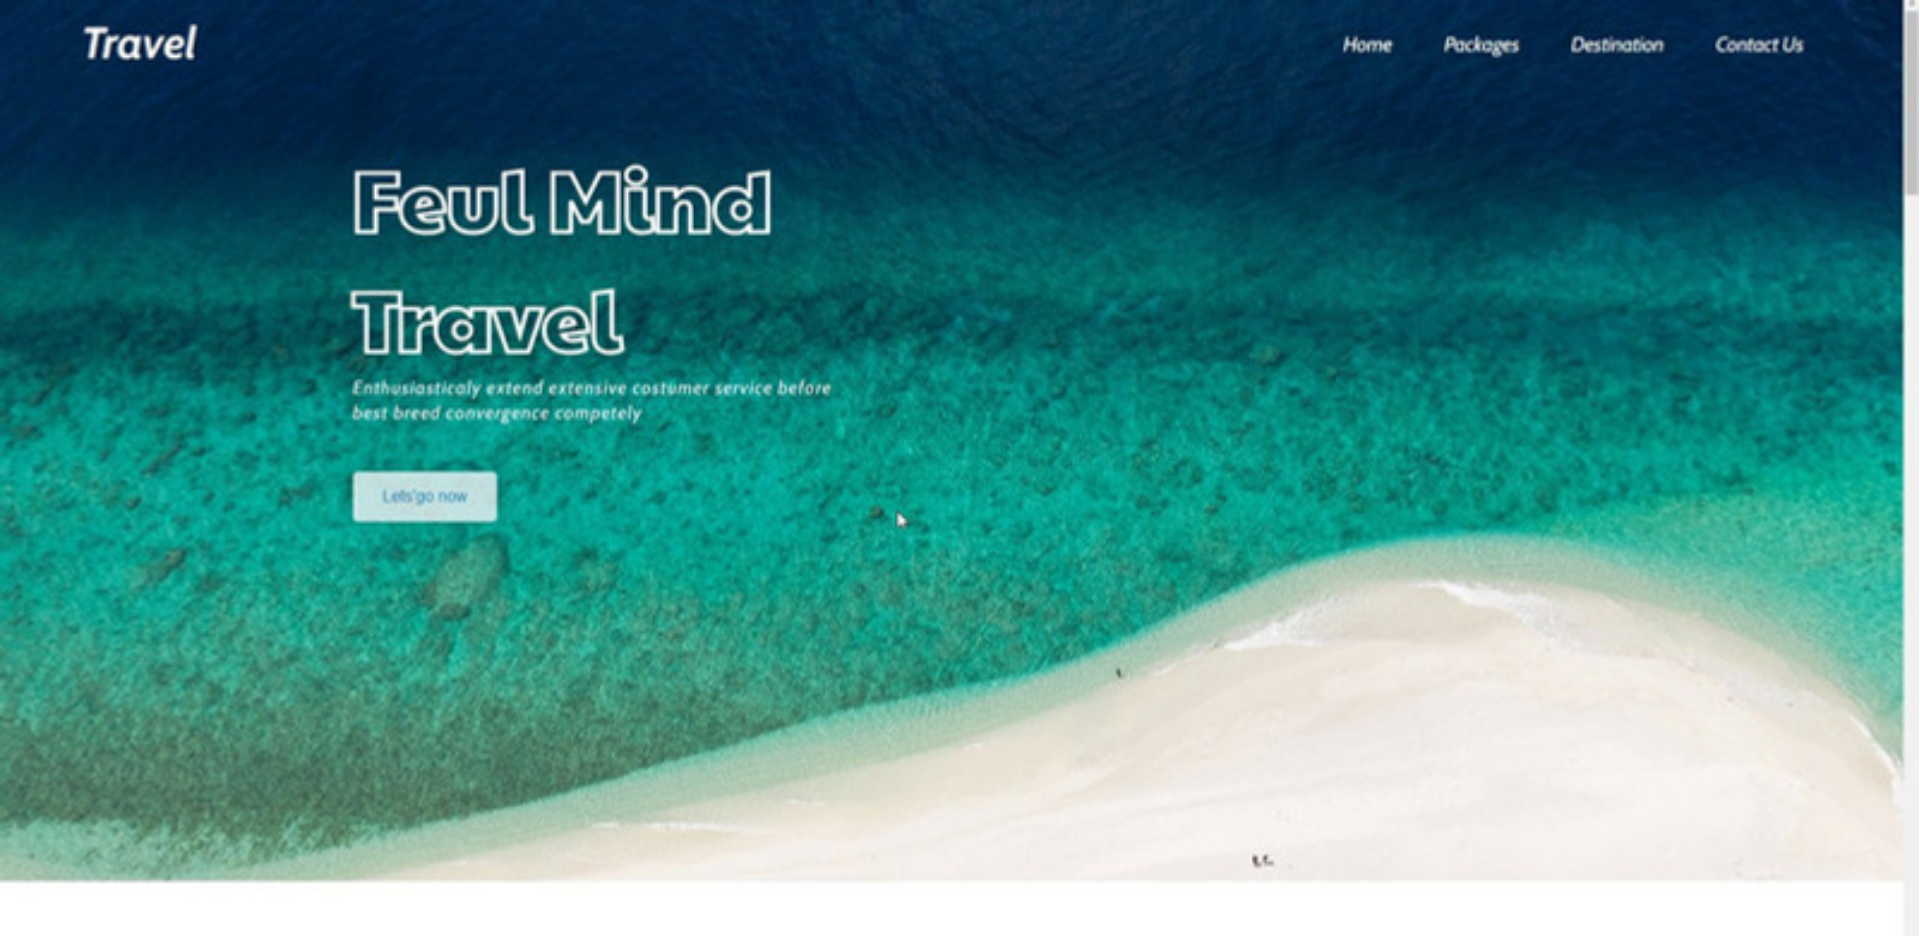 Travel
Home Packages Destination Contact Us
Feul Mind
Travel
Enthusiasticaly extend extensive costumer service before
best breed convergence competely
Lets'go now